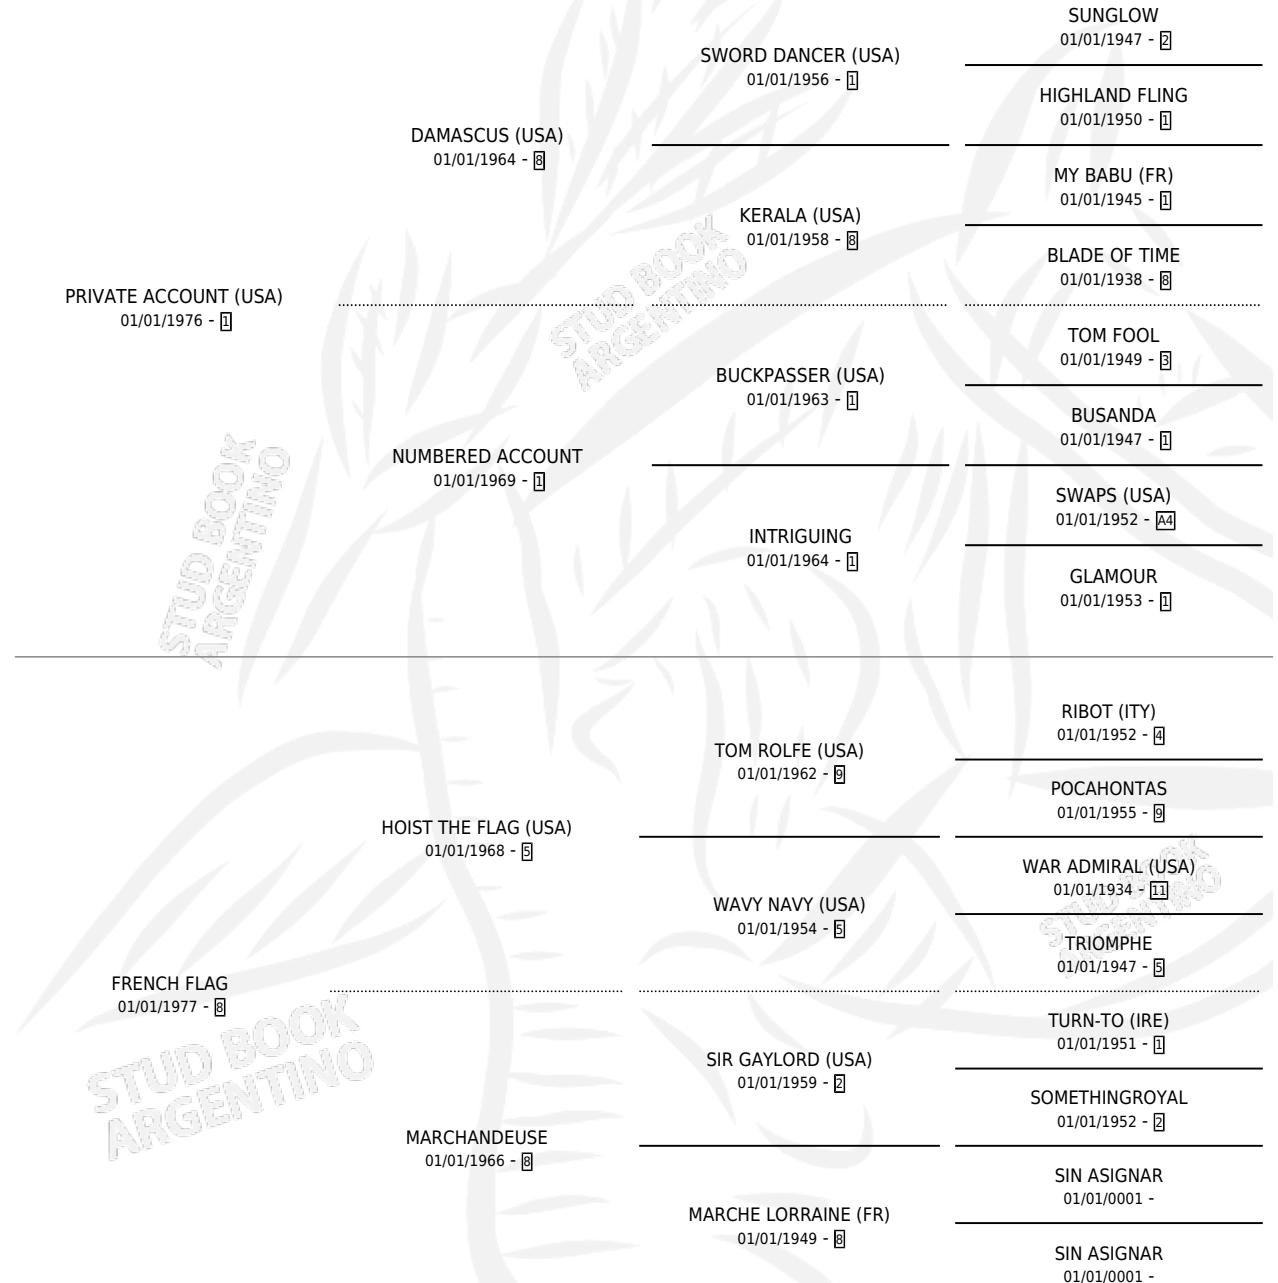 SUNGLOW
01/01/1947 - 2
SWORD DANCER (USA)
01/01/1956 - 1
HIGHLAND FLING
01/01/1950 - 1
DAMASCUS (USA)
01/01/1964 - 8
MY BABU (FR)
01/01/1945 - 1
KERALA (USA)
01/01/1958 - 8
BLADE OF TIME
01/01/1938 - 8
PRIVATE ACCOUNT (USA)
01/01/1976 - 1
TOM FOOL
01/01/1949 - 3
BUCKPASSER (USA)
01/01/1963 - 1
BUSANDA
01/01/1947 - 1
NUMBERED ACCOUNT
01/01/1969 - 1
SWAPS (USA)
01/01/1952 - A4
INTRIGUING
01/01/1964 - 1
GLAMOUR
01/01/1953 - 1
RIBOT (ITY)
01/01/1952 - 4
TOM ROLFE (USA)
01/01/1962 - 9
POCAHONTAS
01/01/1955 - 9
HOIST THE FLAG (USA)
01/01/1968 - 5
WAR ADMIRAL (USA)
01/01/1934 - 11
WAVY NAVY (USA)
01/01/1954 - 5
TRIOMPHE
01/01/1947 - 5
FRENCH FLAG
01/01/1977 - 8
TURN-TO (IRE)
01/01/1951 - 1
SIR GAYLORD (USA)
01/01/1959 - 2
SOMETHINGROYAL
01/01/1952 - 2
MARCHANDEUSE
01/01/1966 - 8
SIN ASIGNAR
01/01/0001 -
MARCHE LORRAINE (FR)
01/01/1949 - 8
SIN ASIGNAR
01/01/0001 -
STUD BOOK
ARGENTINO
STUD BOOK
ARGENTINO
STUD BOOK
ARGENTINO
STUD BOOK
ARGENTINO